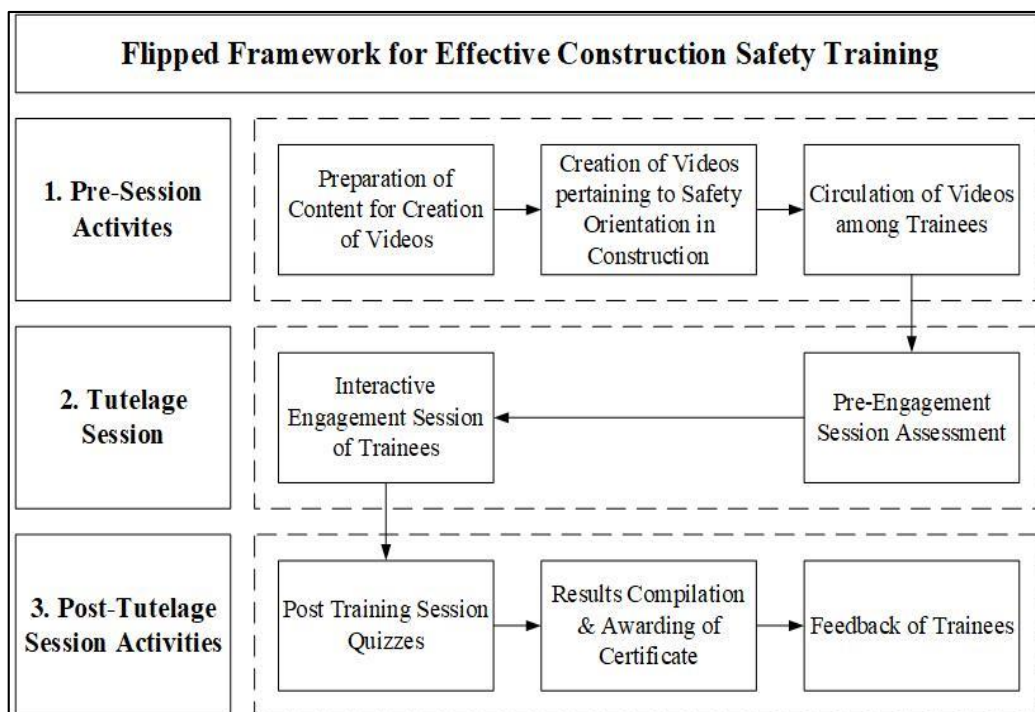 Flipped Framework for Effective Construction Safety Training
1. Pre-Session
Activites
Preparation of
Content for Creation
of Videos
Creation of Videos
pertaining to Safety
Orientation in
Construction
Circulation of Videos
among Trainees
2. Tutelage
Session
Interactive
Engagement Session
of Trainees
Pre-Engagement
Session Assessment
3. Post-Tutelage
Session Activities
Post Training Session
Quizzes
Results Compilation
& Awarding of
Certificate
Feedback of Trainees